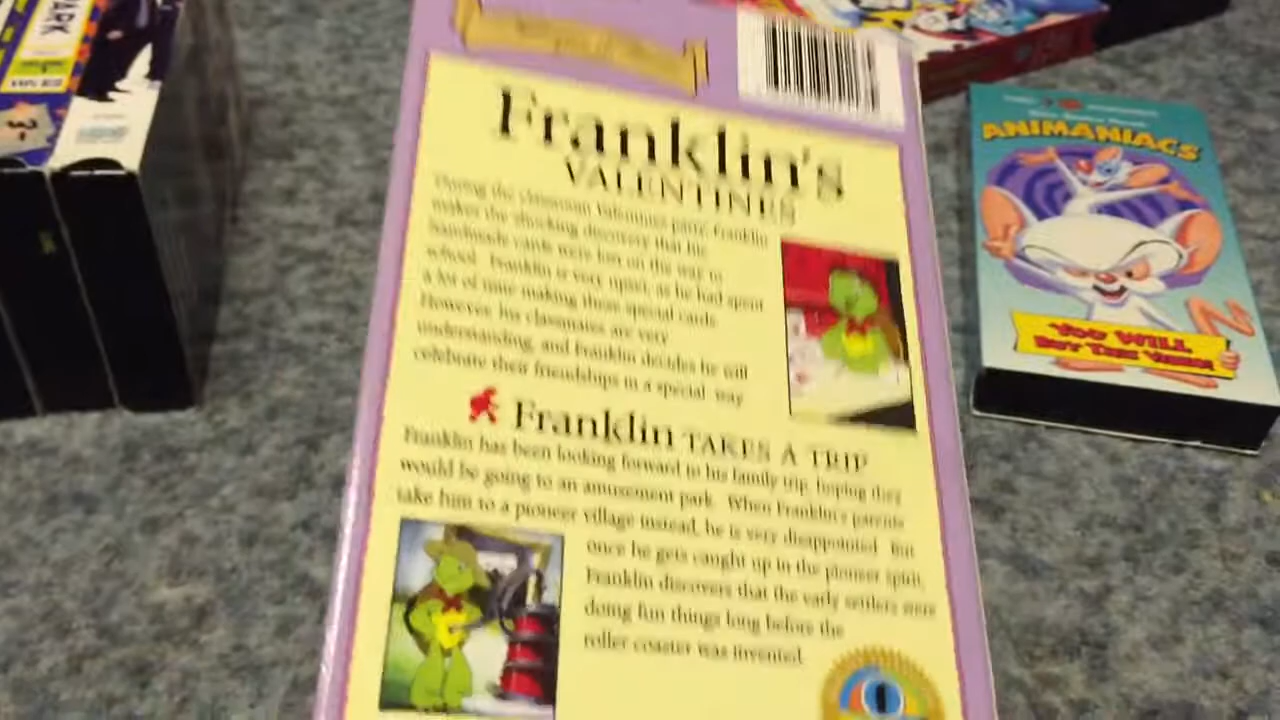 Franklin's
VALENTINES
During the classroom Valentines party, Franklin
makes the shocking discovery that his
handmade cards were lost on the way to
school. Franklin is very upset, as he had spent
a lot of time making these special cards.
However, his classmates are very
understanding, and Franklin decides he will
celebrate their friendships in a special way
Franklin TAKES A TRIP
Franklin has been looking forward to his family trip, hoping they
would be going to an amusement park. When Franklin's parents
take him to a pioneer village instead, he is very disappointed. But
once he gets caught up in the pioneer spirit,
Franklin discovers that the early settlers were
doing fun things long before the
roller coaster was invented.
ANIMANIACS
YOU WILL
BUY THIS VIDEO!